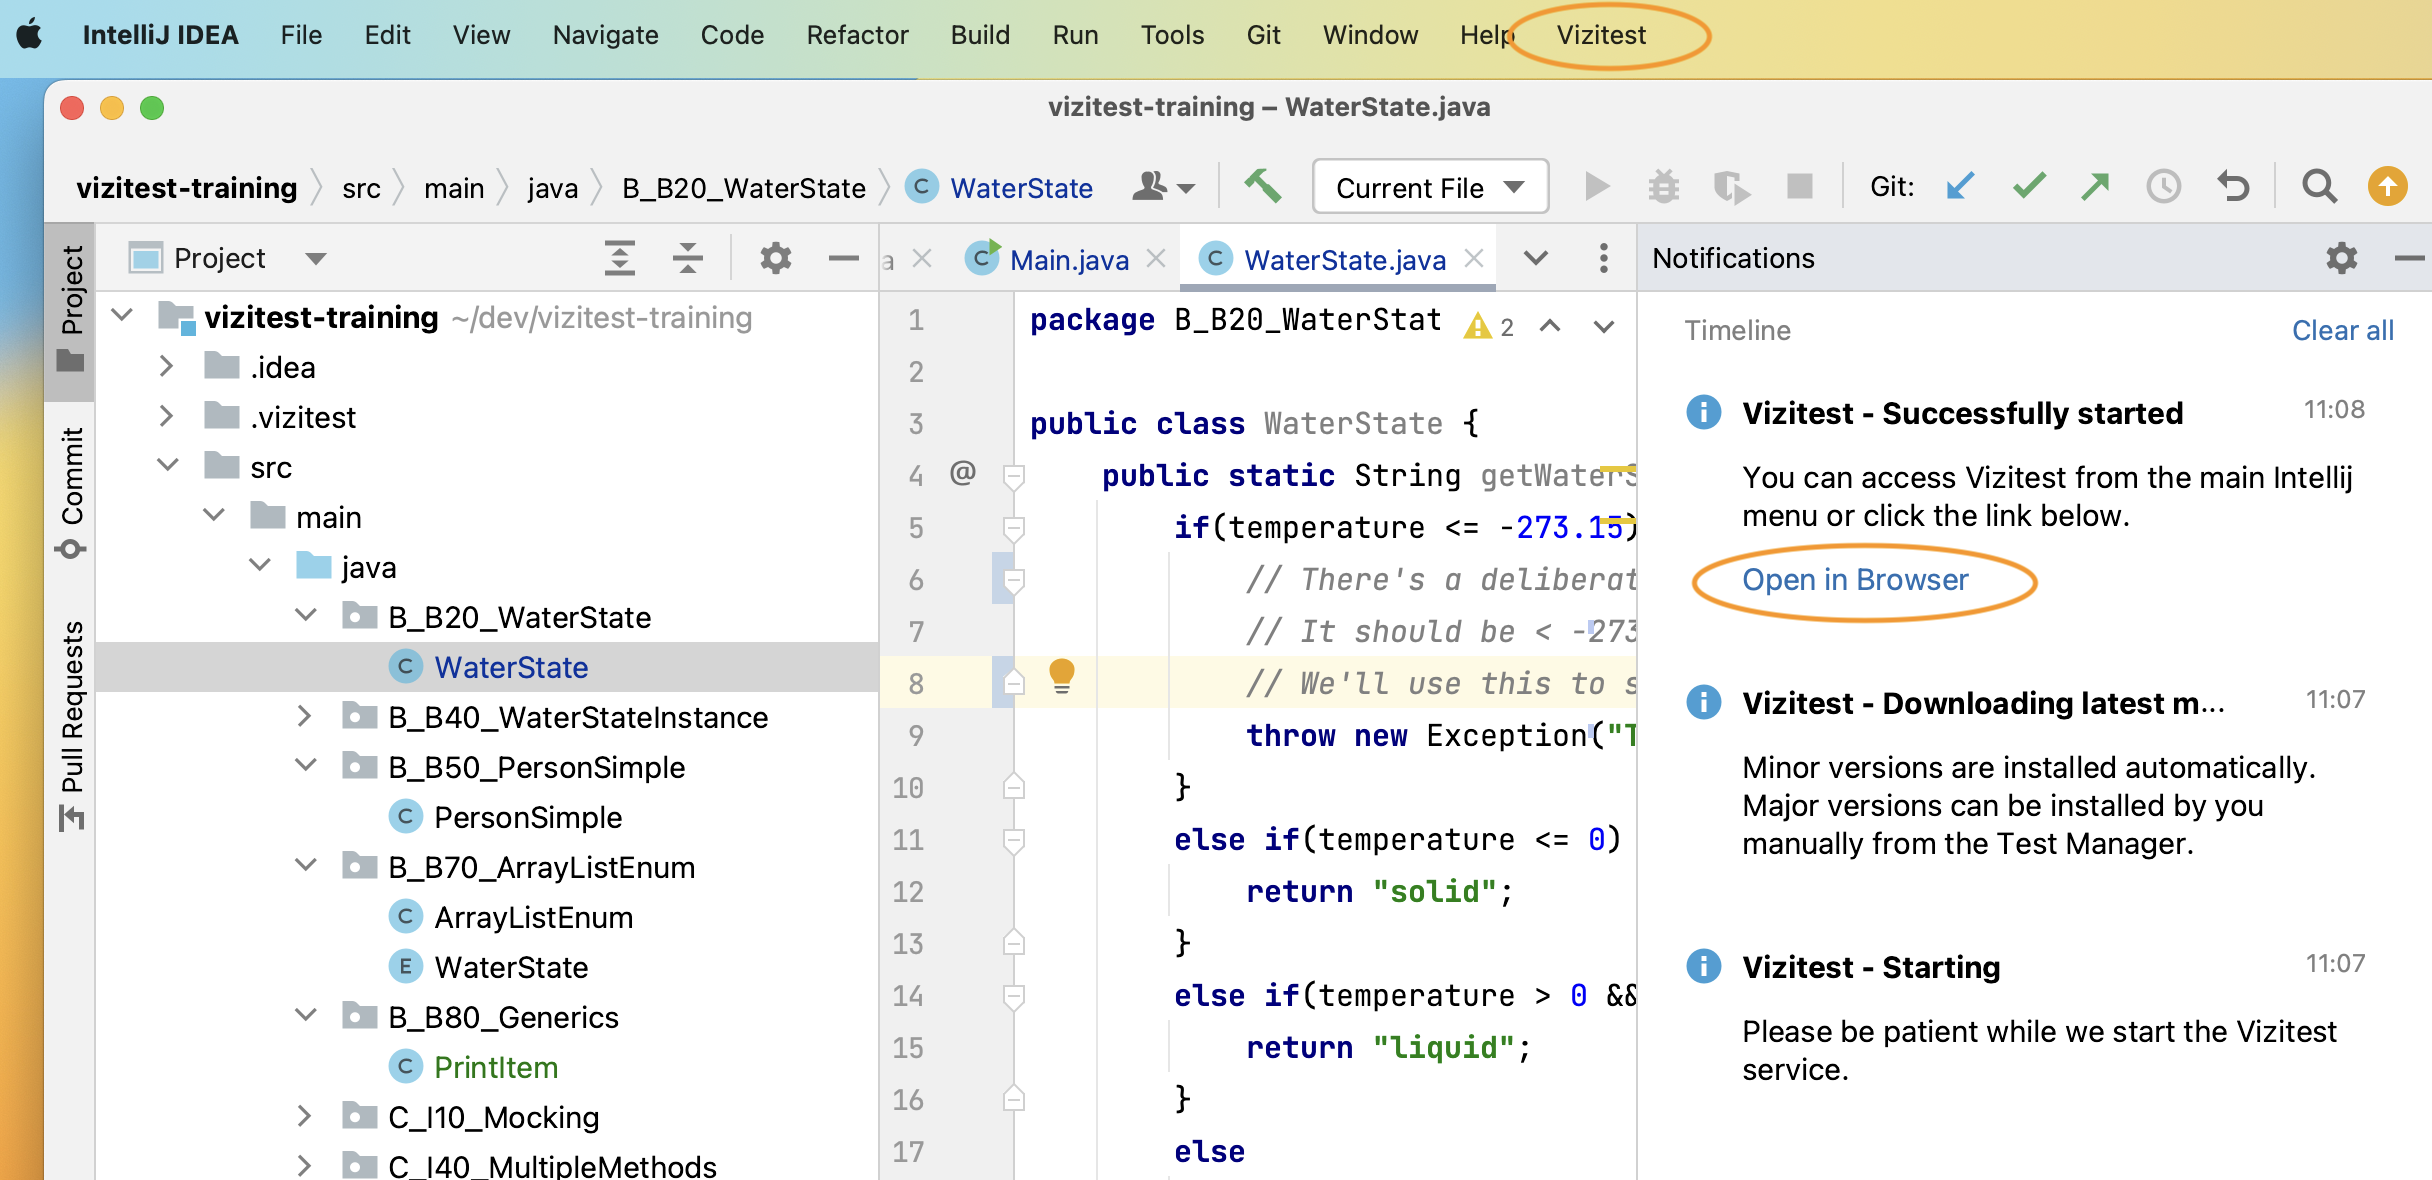 IntelliJ IDEA File Edit View Navigate Code Refactor Build Run Tools Git Window Help Vizitest
vizitest-training – WaterState.java
vizitest-training src main java B_B20_WaterState C WaterState Current File Git:
Project
Commit
Pull Requests
Project
vizitest-training ~/dev/vizitest-training
.idea
.vizitest
src
main
java
B_B20_WaterState
C WaterState
B_B40_WaterStateInstance
B_B50_PersonSimple
C PersonSimple
B_B70_ArrayListEnum
C ArrayListEnum
E WaterState
B_B80_Generics
C PrintItem
C_I10_Mocking
C_I40_MultipleMethods
a C Main.java C WaterState.java
1 package B_B20_WaterStat 2
2
3 public class WaterState {
4 @ public static String getWaterS
5 if(temperature <= -273.15)
6 // There's a deliberat
7 // It should be < -273
8 // We'll use this to s
9 throw new Exception("T
10 }
11 else if(temperature <= 0)
12 return "solid";
13 }
14 else if(temperature > 0 &&
15 return "liquid";
16 }
17 else
Notifications
Timeline Clear all
Vizitest - Successfully started 11:08
You can access Vizitest from the main Intellij
menu or click the link below.
Open in Browser
Vizitest - Downloading latest m... 11:07
Minor versions are installed automatically.
Major versions can be installed by you
manually from the Test Manager.
Vizitest - Starting 11:07
Please be patient while we start the Vizitest
service.